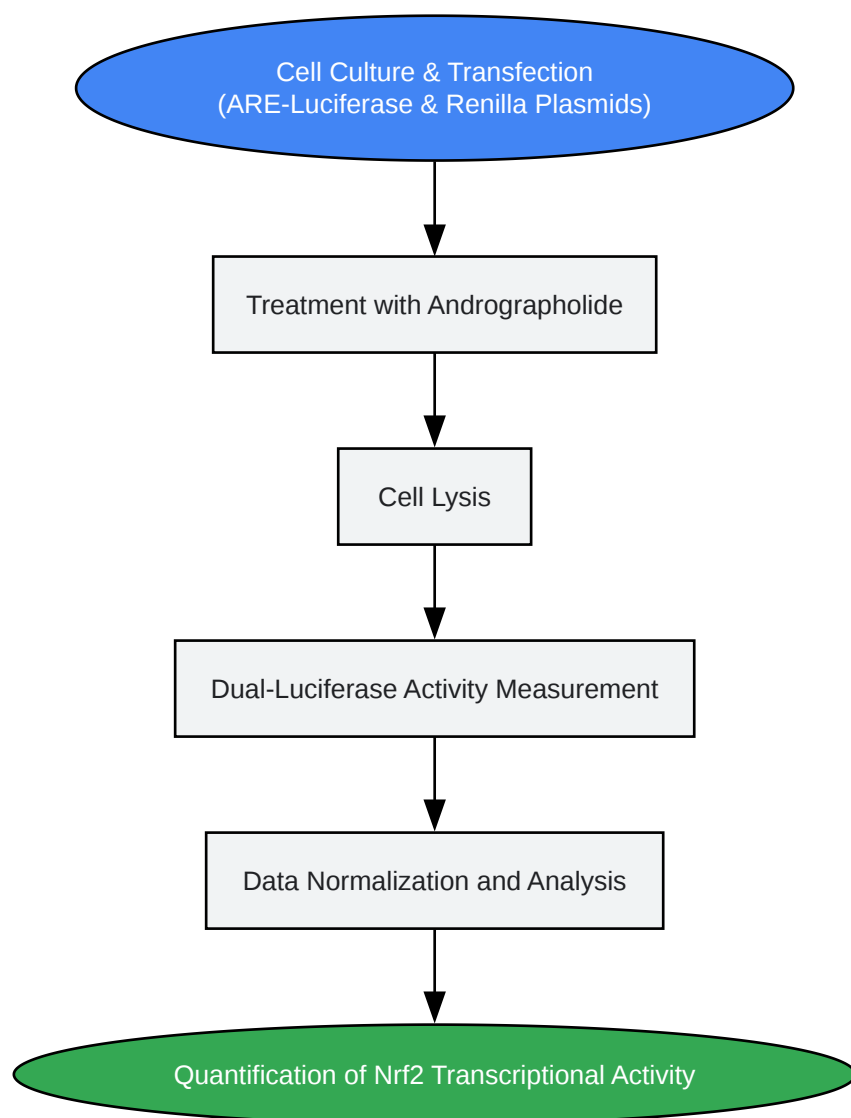 Cell Culture & Transfection
(ARE-Luciferase & Renilla Plasmids)
Treatment with Andrographolide
Cell Lysis
Dual-Luciferase Activity Measurement
Data Normalization and Analysis
Quantification of Nrf2 Transcriptional Activity